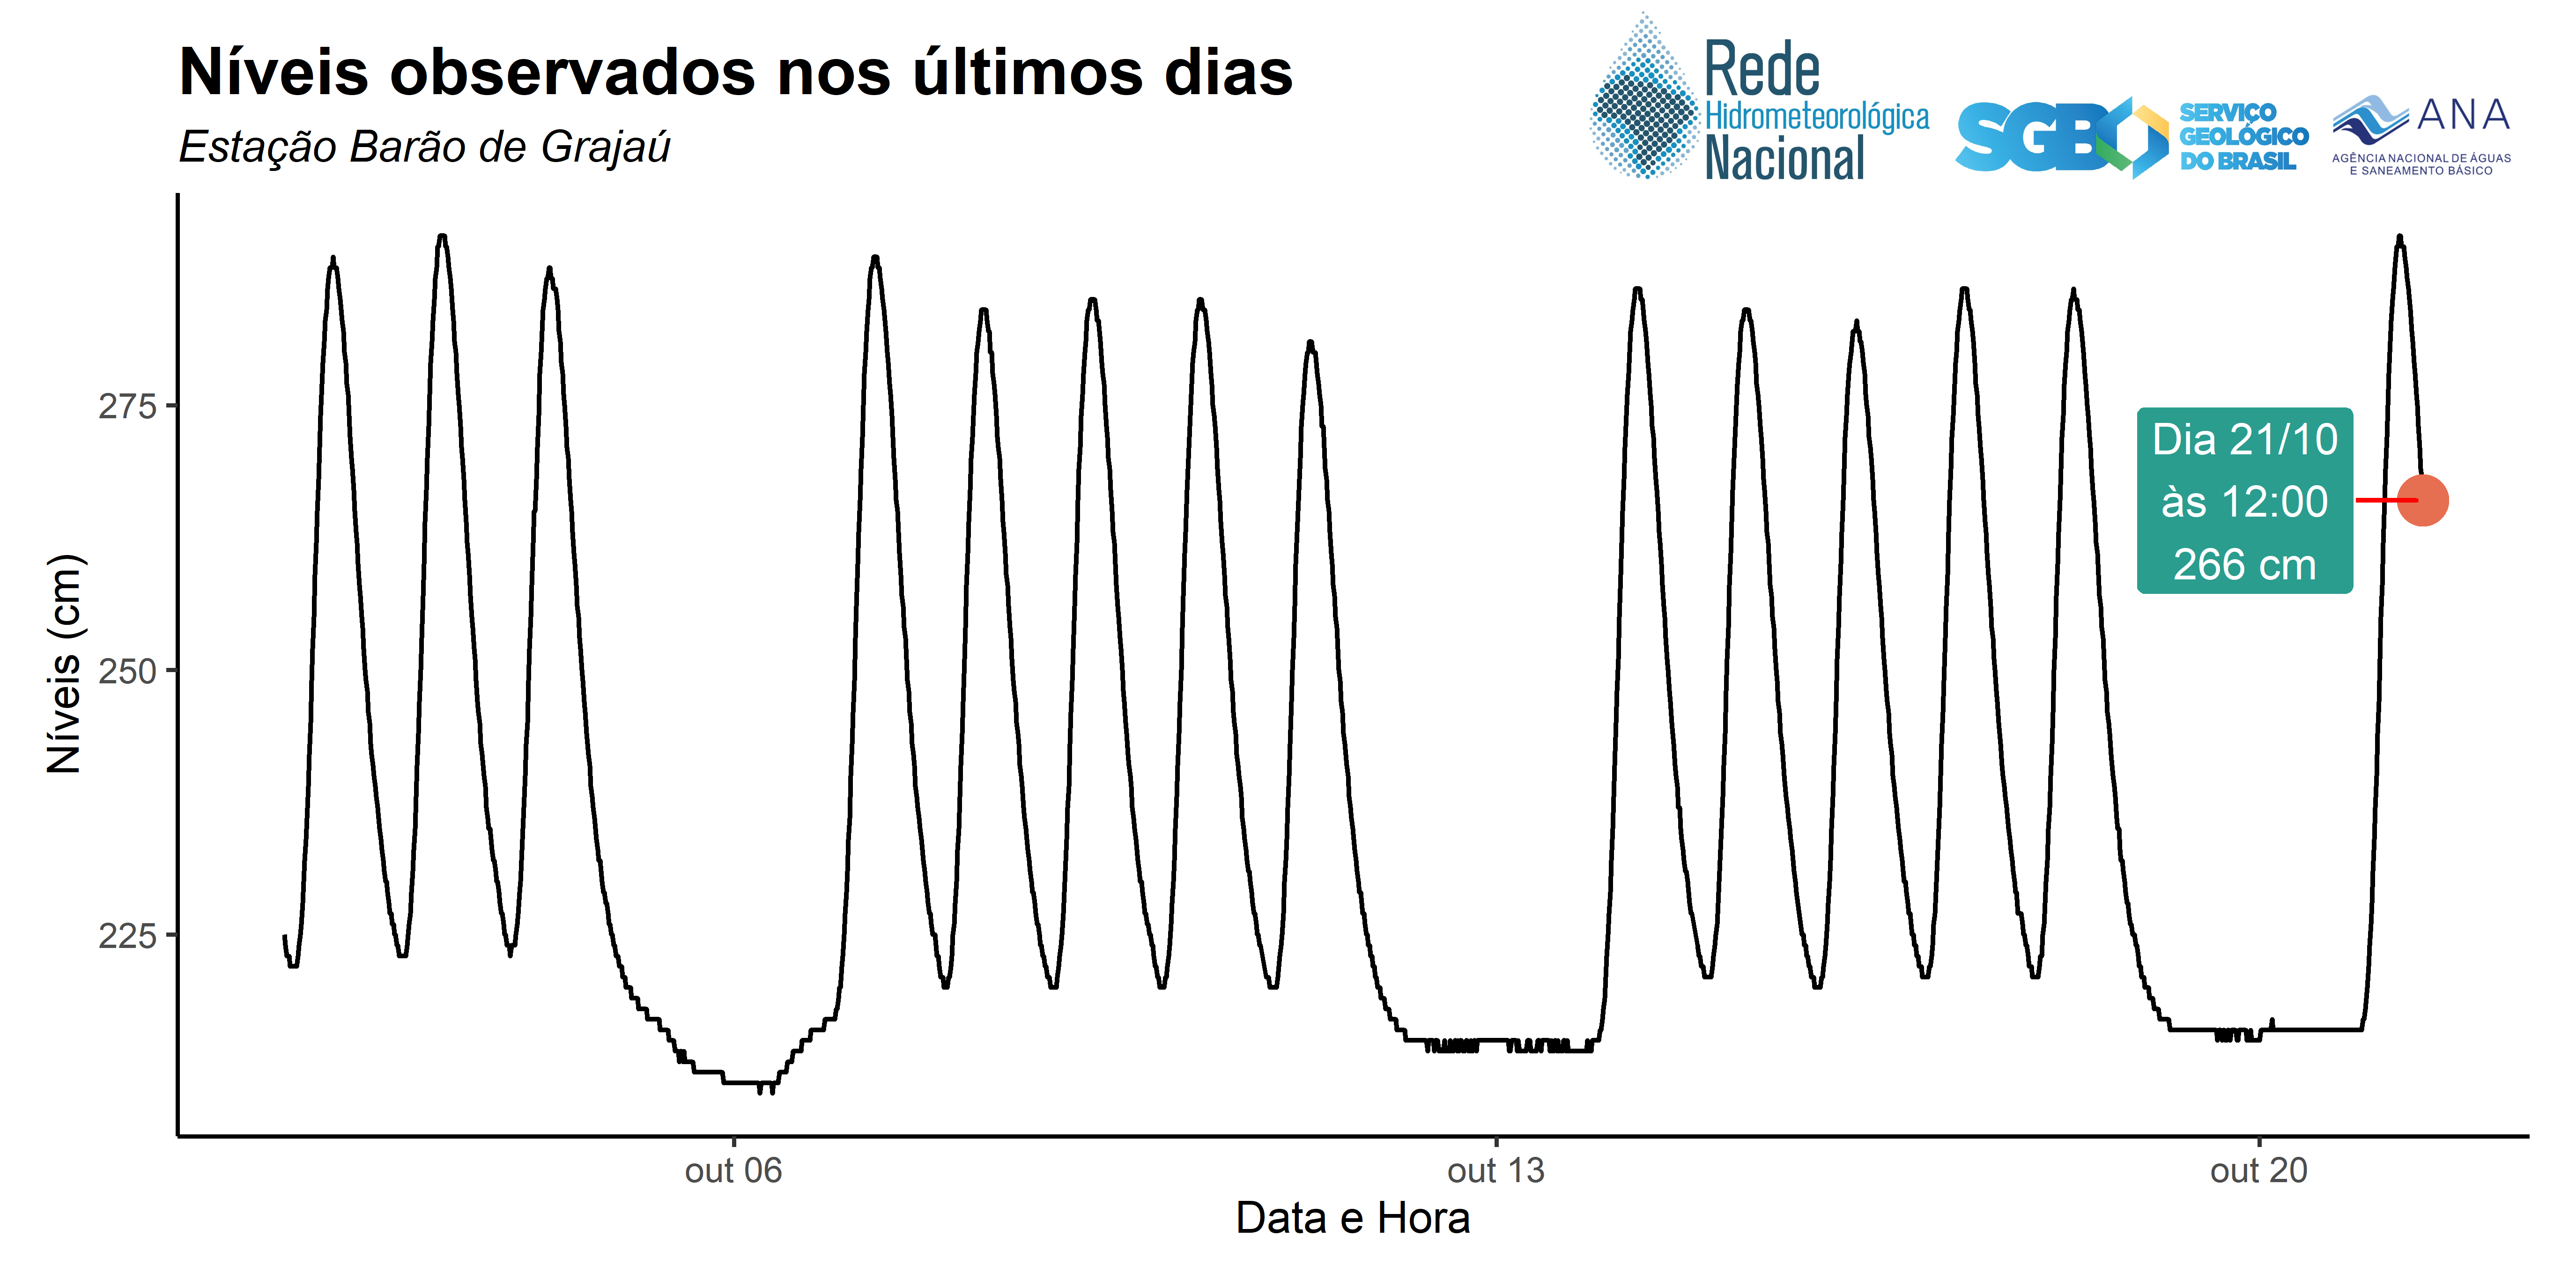 Níveis observados nos últimos dias
Estação Barão de Grajaú
Rede
Hidrometeorológica
Nacional
SGB
SERVIÇO
GEOLÓGICO
DO BRASIL
ANA
AGÊNCIA NACIONAL DE ÁGUAS
E SANEAMENTO BÁSICO
Níveis (cm)
275
250
225
Dia 21/10
às 12:00
266 cm
out 06
out 13
out 20
Data e Hora